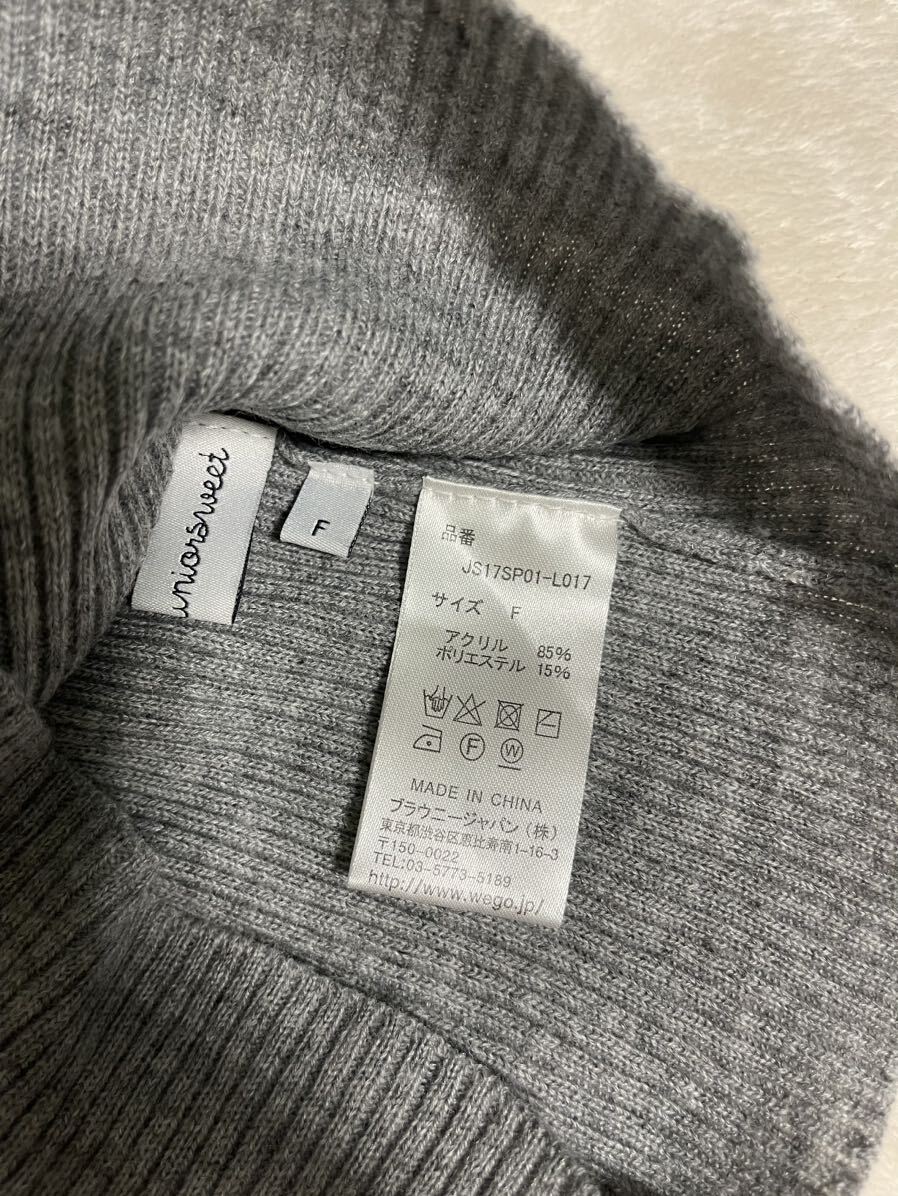 uniorsweet
F
品番
JS17SP01-L017
サイズ F
アクリル 85%
ポリエステル 15%
F W
MADE IN CHINA
ブラウニージャパン(株)
東京都渋谷区恵比寿南1-16-3
〒150-0022
TEL:03-5773-5189
http://www.wego.jp/